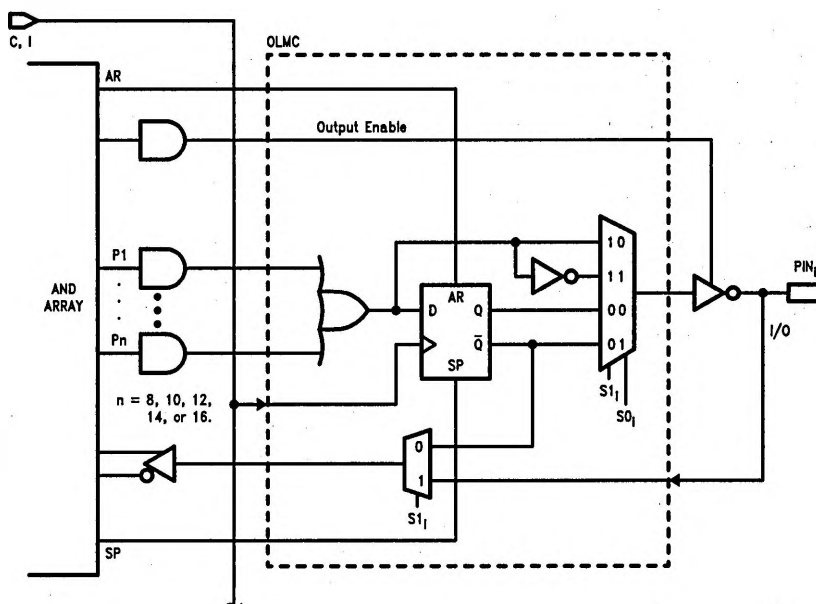 C, I
OLMC
AR
Output Enable
P1
10
PINi
11
AND
ARRAY
AR
D
Q
00
I/O
Pn
Q̅
01
SP
S1i
n = 8, 10, 12,
14, or 16.
S0i
0
1
S1i
SP